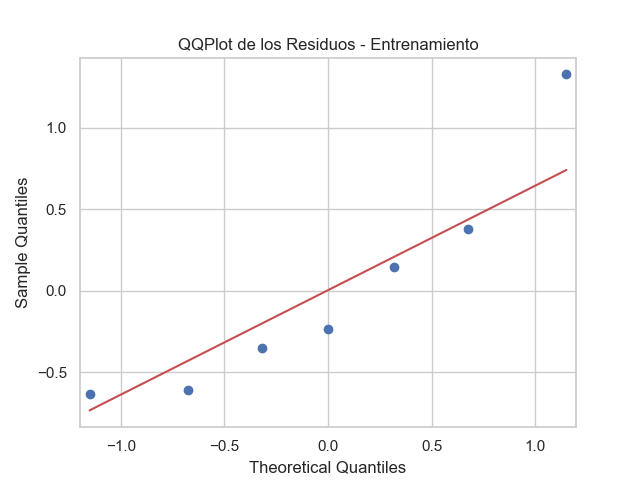 QQPlot de los Residuos - Entrenamiento
1.0
0.5
0.0
−0.5
Sample Quantiles
−1.0 −0.5 0.0 0.5 1.0
Theoretical Quantiles